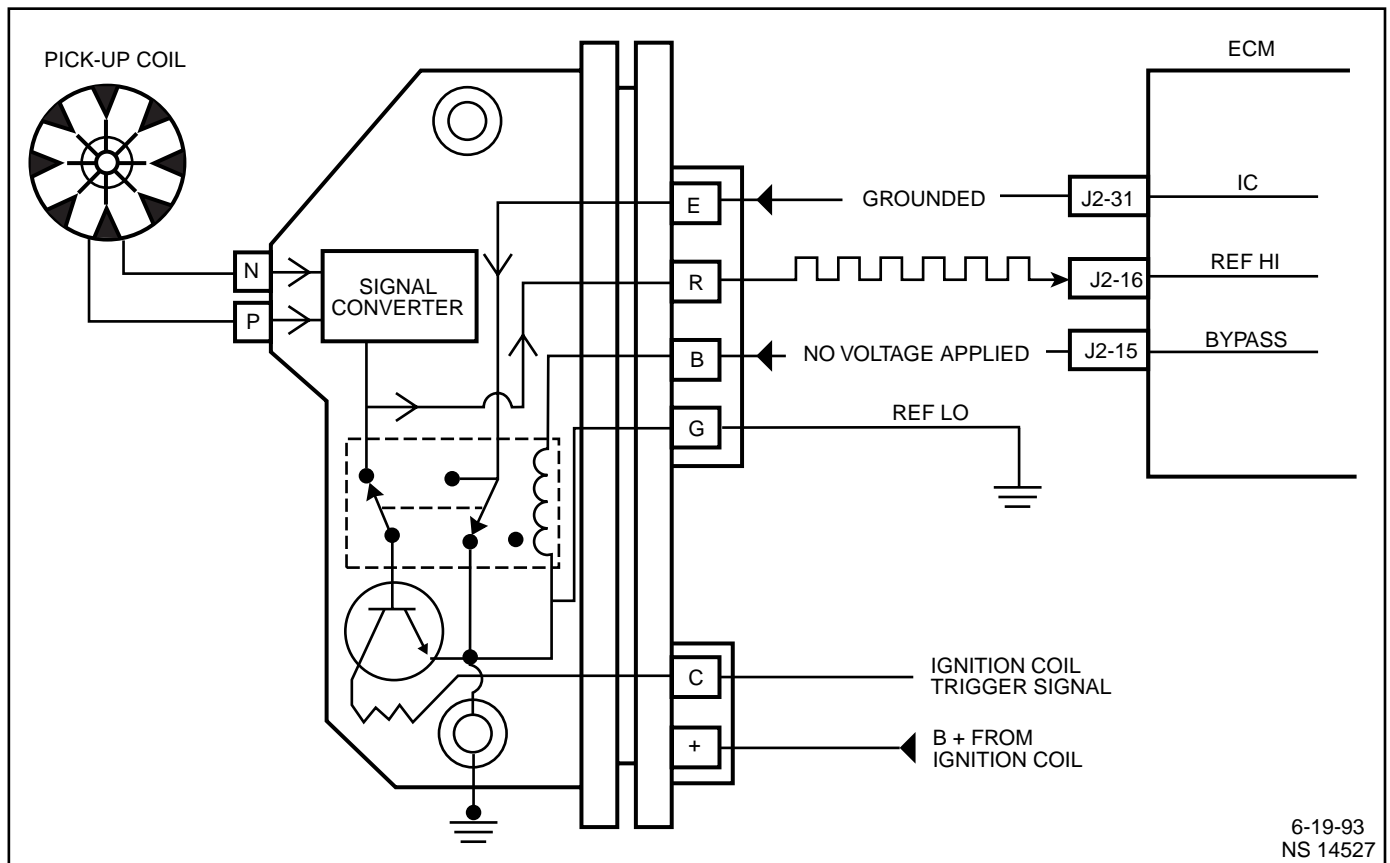 PICK-UP COIL
ECM
E
GROUNDED
J2-31
IC
N
SIGNAL
CONVERTER
R
J2-16
REF HI
P
B
NO VOLTAGE APPLIED
J2-15
BYPASS
G
REF LO
C
IGNITION COIL
TRIGGER SIGNAL
+
B + FROM
IGNITION COIL
6-19-93
NS 14527